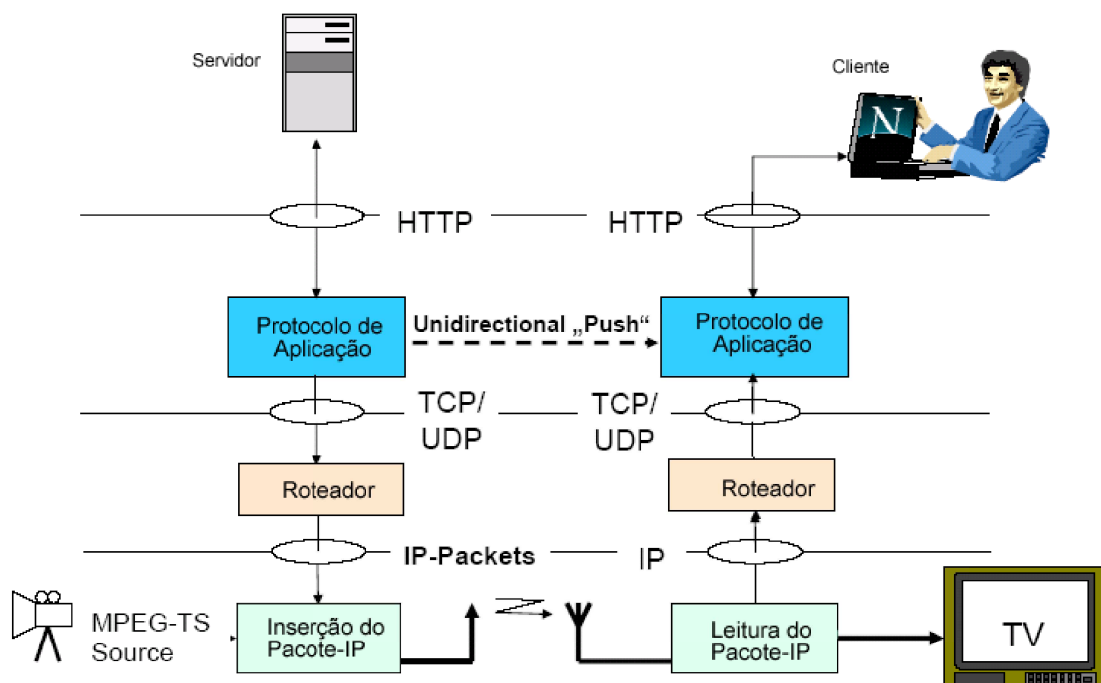 Servidor
Cliente
N
HTTP
HTTP
Protocolo de
Aplicação
Unidirectional „Push“
Protocolo de
Aplicação
TCP/
UDP
TCP/
UDP
Roteador
Roteador
IP-Packets
IP
MPEG-TS
Source
Inserção do
Pacote-IP
Leitura do
Pacote-IP
TV